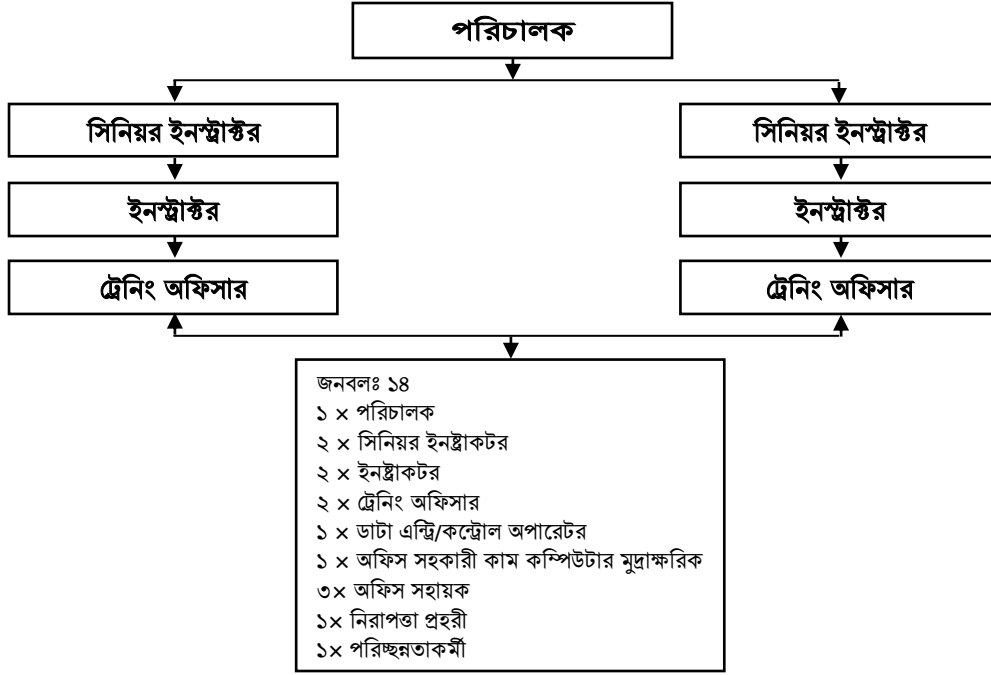 পরিচালক
সিনিয়র ইনস্ট্রাক্টর
সিনিয়র ইনস্ট্রাক্টর
ইনস্ট্রাক্টর
ইনস্ট্রাক্টর
ট্রেনিং অফিসার
ট্রেনিং অফিসার
জনবলঃ ১৪
১ × পরিচালক
২ × সিনিয়র ইনষ্ট্রাকটর
২ × ইনষ্ট্রাকটর
২ × ট্রেনিং অফিসার
১ × ডাটা এন্ট্রি/কন্ট্রোল অপারেটর
১ × অফিস সহকারী কাম কম্পিউটার মুদ্রাক্ষরিক
৩× অফিস সহায়ক
১× নিরাপত্তা প্রহরী
১× পরিচ্ছন্নতাকর্মী